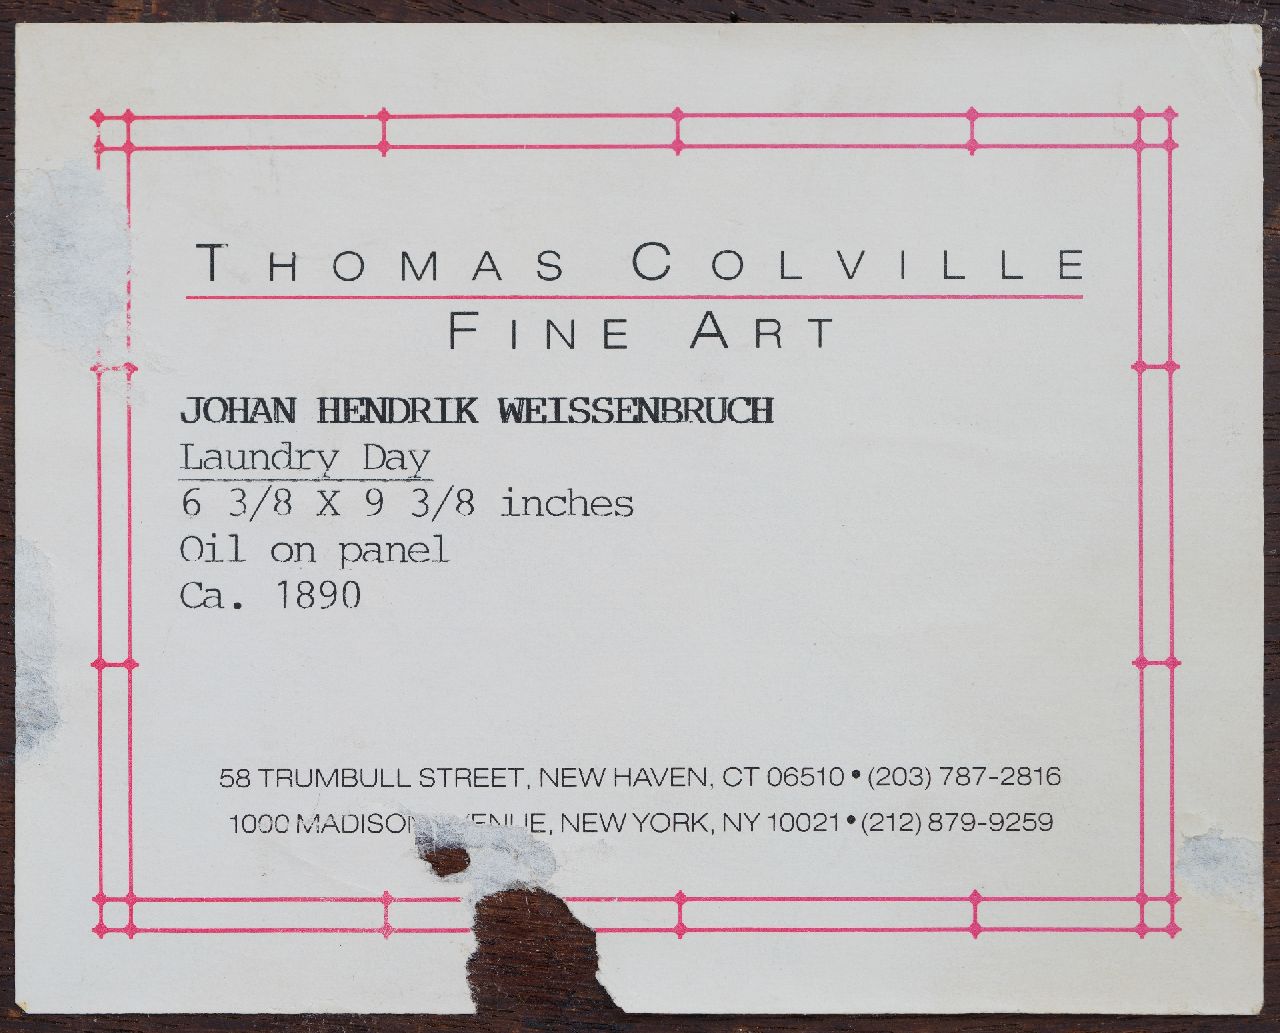 THOMAS COLVILLE
FINE ART
JOHAN HENDRIK WEISSENBRUCH
Laundry Day
6 3/8 X 9 3/8 inches
Oil on panel
Ca. 1890
58 TRUMBULL STREET, NEW HAVEN, CT 06510 • (203) 787-2816
1000 MADISON AVENUE, NEW YORK, NY 10021 • (212) 879-9259